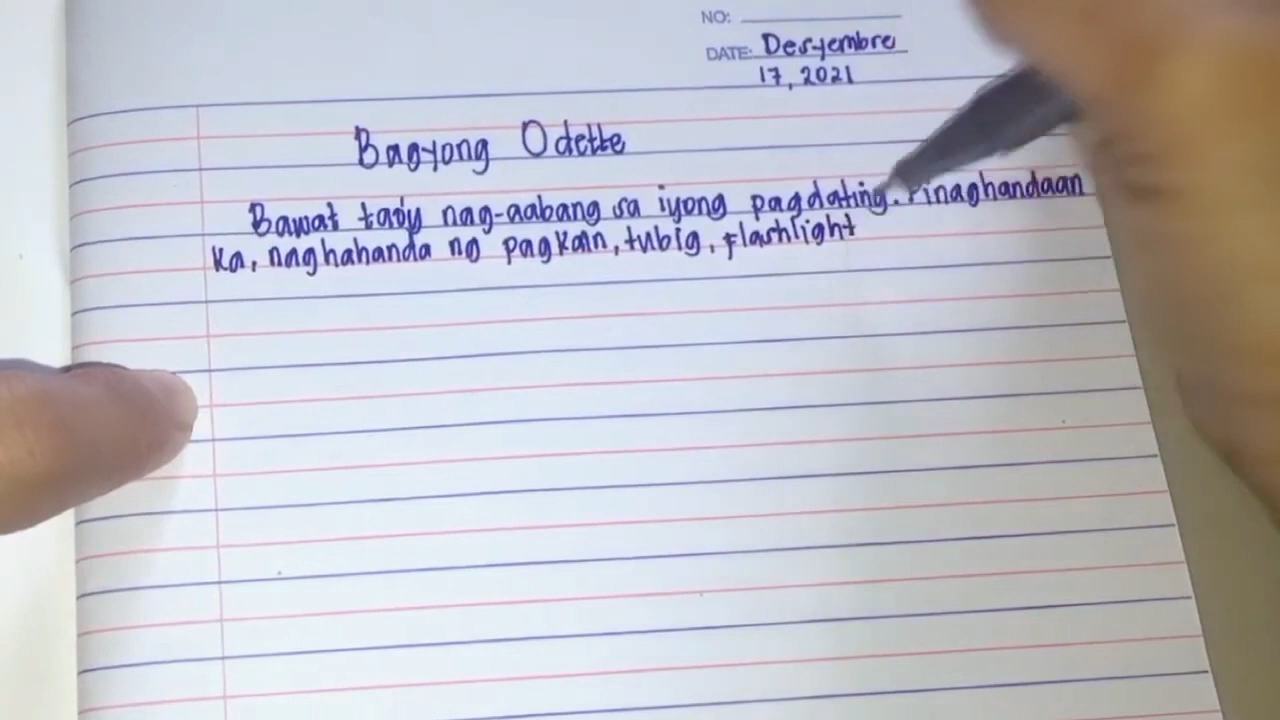 NO:
DATE: Desyembre
17, 2021
Bagyong Odette
Bawat tao'y nag-aabang sa iyong pagdating. Pinaghandaan
ka, naghahanda ng pagkain, tubig, flashlight